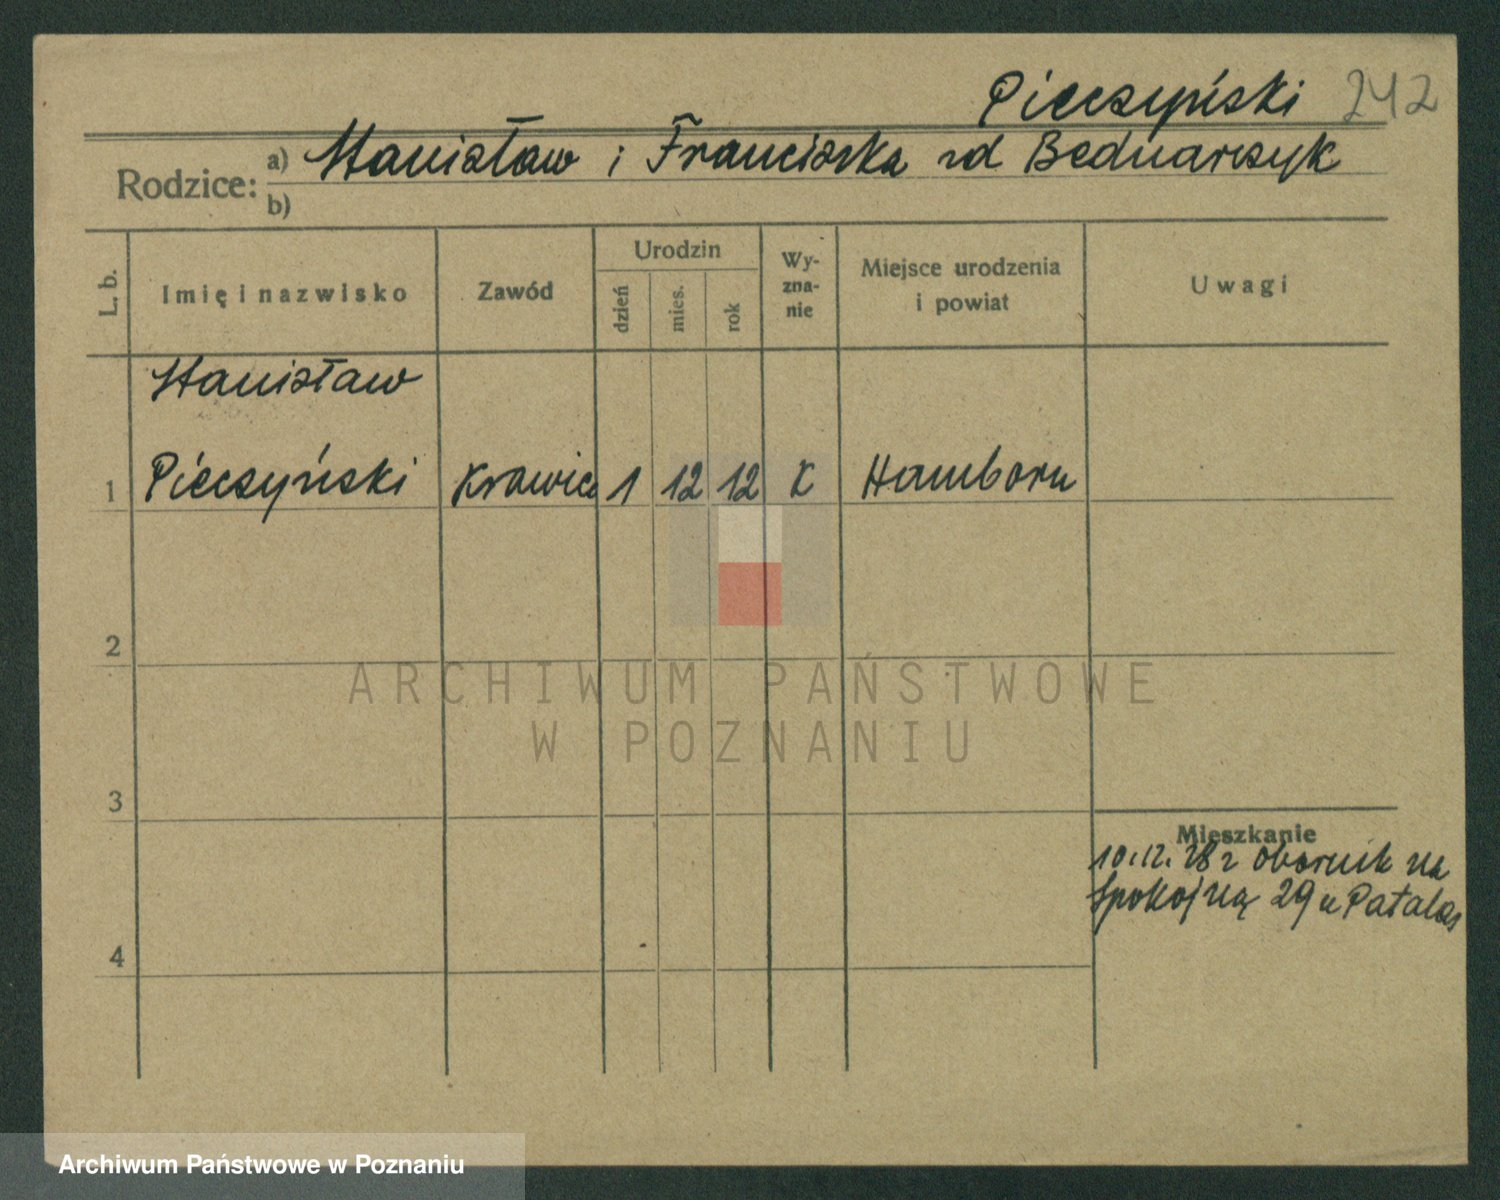 Pieczyński 242
Rodzice: a) Stanisław i Franciszka zd Bednarczyk
b)
L. b.
Imię i nazwisko
Zawód
Urodzin
dzień
mies.
rok
Wy-
zna-
nie
Miejsce urodzenia
i powiat
Uwagi
Stanisław
1 Pieczyński Krawiec 1 12 12 K Hamborn
2
3
4
Mieszkanie
10.12.28 r Obornik na
Spokojną 29 u Patalas
ARCHIWUM PAŃSTWOWE
W POZNANIU
Archiwum Państwowe w Poznaniu